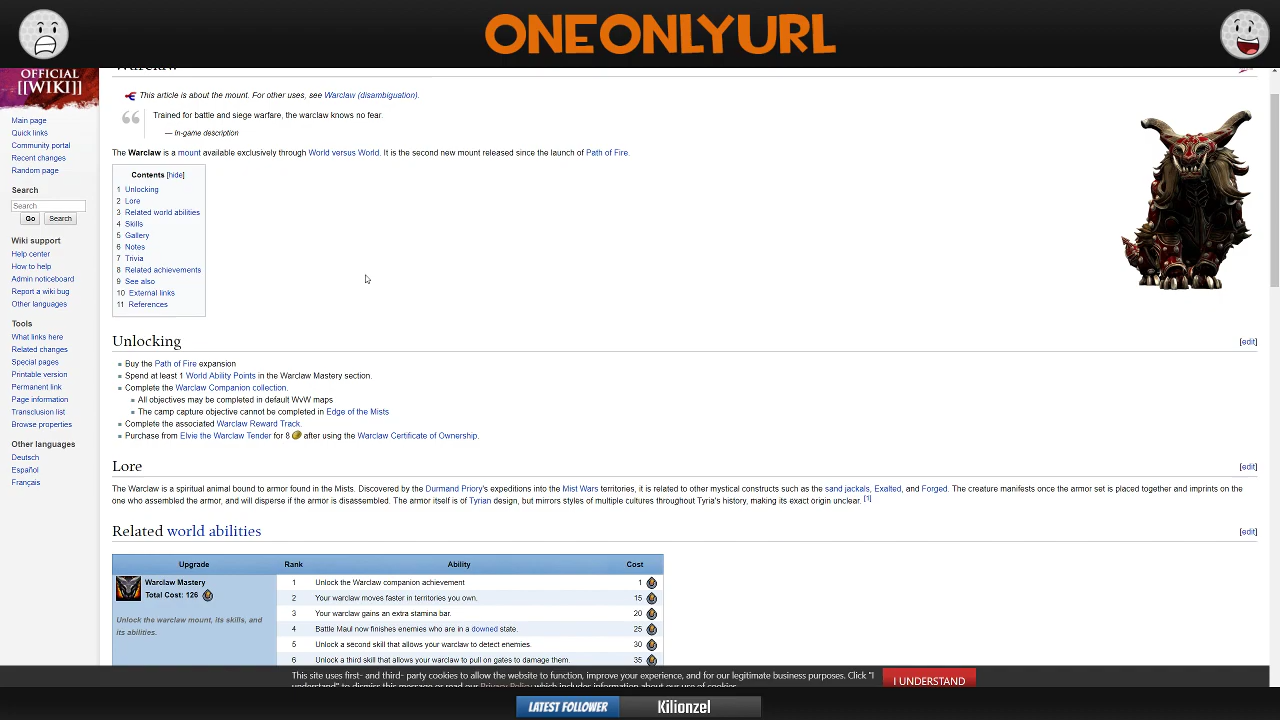 ONEONLYURL
OFFICIAL
[[WIKI]]
Main page
Quick links
Community portal
Recent changes
Random page
Search
Search
Go Search
Wiki support
Help center
How to help
Admin noticeboard
Report a wiki bug
Other languages
Tools
What links here
Related changes
Special pages
Printable version
Permanent link
Page information
Transclusion list
Browse properties
Other languages
Deutsch
Español
Français
Warclaw
This article is about the mount. For other uses, see Warclaw (disambiguation).
Trained for battle and siege warfare, the warclaw knows no fear.
— In-game description
The Warclaw is a mount available exclusively through World versus World. It is the second new mount released since the launch of Path of Fire.
Contents [hide]
1 Unlocking
2 Lore
3 Related world abilities
4 Skills
5 Gallery
6 Notes
7 Trivia
8 Related achievements
9 See also
10 External links
11 References
Unlocking [edit]
Buy the Path of Fire expansion
Spend at least 1 World Ability Points in the Warclaw Mastery section.
Complete the Warclaw Companion collection.
All objectives may be completed in default WvW maps
The camp capture objective cannot be completed in Edge of the Mists
Complete the associated Warclaw Reward Track.
Purchase from Elvie the Warclaw Tender for 8 after using the Warclaw Certificate of Ownership.
Lore [edit]
The Warclaw is a spiritual animal bound to armor found in the Mists. Discovered by the Durmand Priory's expeditions into the Mist Wars territories, it is related to other mystical constructs such as the sand jackals, Exalted, and Forged. The creature manifests once the armor set is placed together and imprints on the
one who assembled the armor, and will disperse if the armor is disassembled. The armor itself is of Tyrian design, but mirrors styles of multiple cultures throughout Tyria's history, making its exact origin unclear. [1]
Related world abilities [edit]
Upgrade Rank Ability Cost
Warclaw Mastery
Total Cost: 126
Unlock the warclaw mount, its skills, and
its abilities.
1 Unlock the Warclaw companion achievement 1
2 Your warclaw moves faster in territories you own. 15
3 Your warclaw gains an extra stamina bar. 20
4 Battle Maul now finishes enemies who are in a downed state. 25
5 Unlock a second skill that allows your warclaw to detect enemies. 30
6 Unlock a third skill that allows your warclaw to pull on gates to damage them. 35
This site uses first- and third- party cookies to allow the website to function, improve your experience, and for our legitimate business purposes. Click "I
understand" to dismiss this message or read our Privacy Policy which includes information about our use of cookies.
I UNDERSTAND
LATEST FOLLOWER Kilionzel